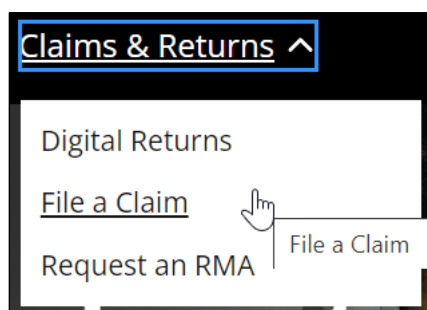 Claims & Returns
Digital Returns
File a Claim
File a Claim
Request an RMA